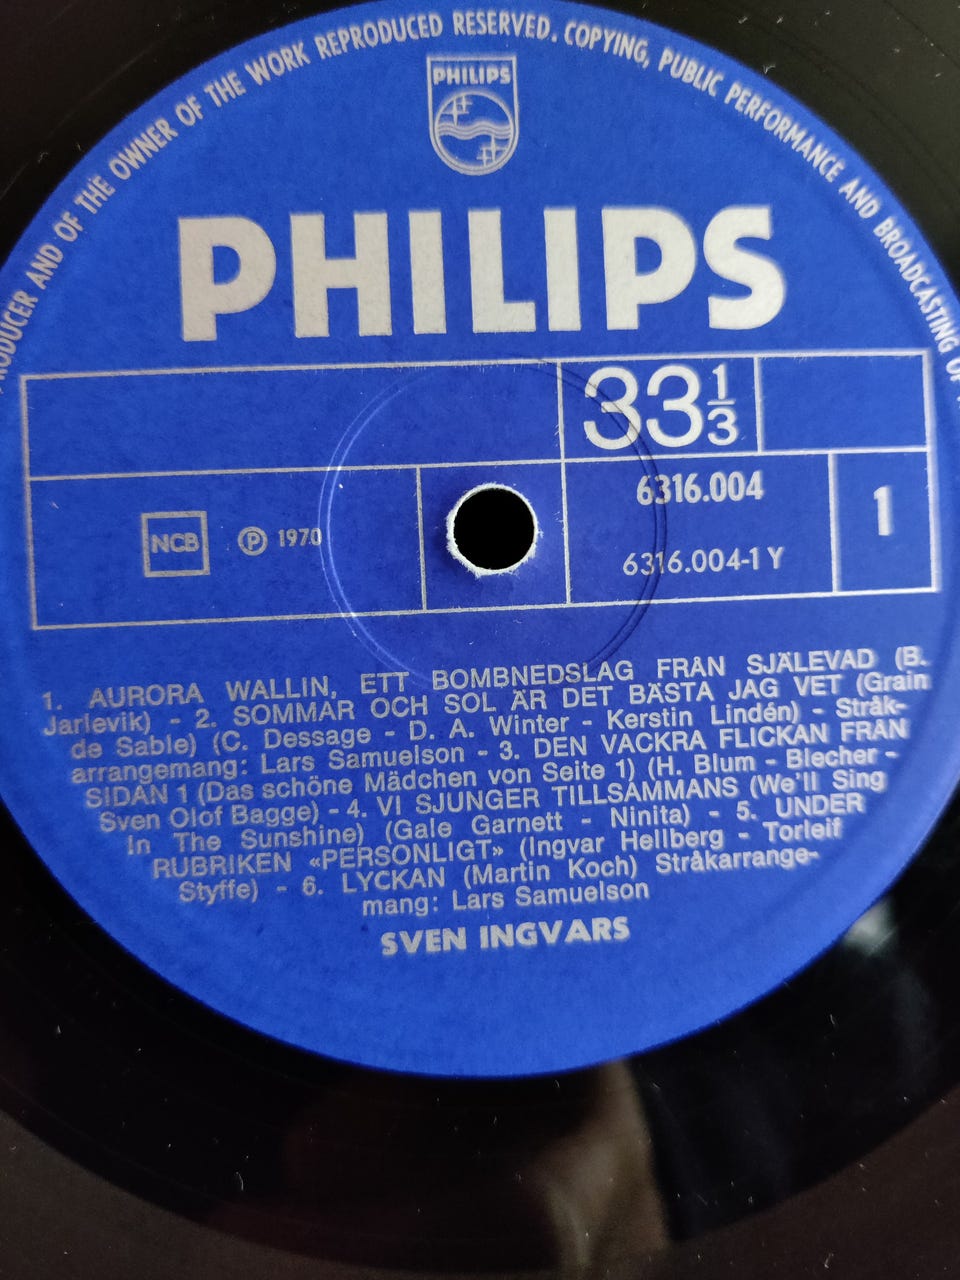 RODUCER AND OF THE OWNER OF THE WORK REPRODUCED RESERVED. COPYING, PUBLIC PERFORMANCE AND BROADCASTING OF
PHILIPS
PHILIPS
33 1/3
6316.004
NCB Ⓟ 1970
1
6316.004-1 Y
1. AURORA WALLIN, ETT BOMBNEDSLAG FRÅN SJÄLEVAD (B.
Jarlevik) - 2. SOMMAR OCH SOL ÄR DET BÄSTA JAG VET (Grain
de Sable) (C. Dessage - D. A. Winter - Kerstin Lindén) - Stråk-
arrangemang: Lars Samuelson - 3. DEN VACKRA FLICKAN FRÅN
SIDAN 1 (Das schöne Mädchen von Seite 1) (H. Blum - Blecher -
Sven Olof Bagge) - 4. VI SJUNGER TILLSAMMANS (We'll Sing
In The Sunshine) (Gale Garnett - Ninita) - 5. UNDER
RUBRIKEN «PERSONLIGT» (Ingvar Hellberg - Torleif
Styffe) - 6. LYCKAN (Martin Koch) Stråkarrange-
mang: Lars Samuelson
SVEN INGVARS